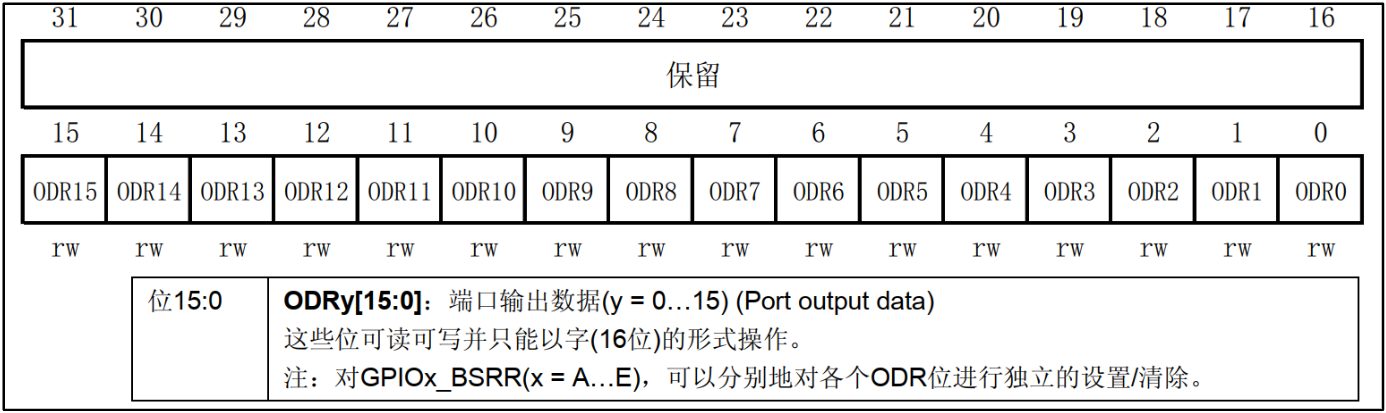 31 30 29 28 27 26 25 24 23 22 21 20 19 18 17 16
保留
15 14 13 12 11 10 9 8 7 6 5 4 3 2 1 0
ODR15 ODR14 ODR13 ODR12 ODR11 ODR10 ODR9 ODR8 ODR7 ODR6 ODR5 ODR4 ODR3 ODR2 ODR1 ODR0
rw rw rw rw rw rw rw rw rw rw rw rw rw rw rw rw
位15:0 ODRy[15:0]：端口输出数据(y = 0…15) (Port output data)
这些位可读可写并只能以字(16位)的形式操作。
注：对GPIOx_BSRR(x = A…E)，可以分别地对各个ODR位进行独立的设置/清除。